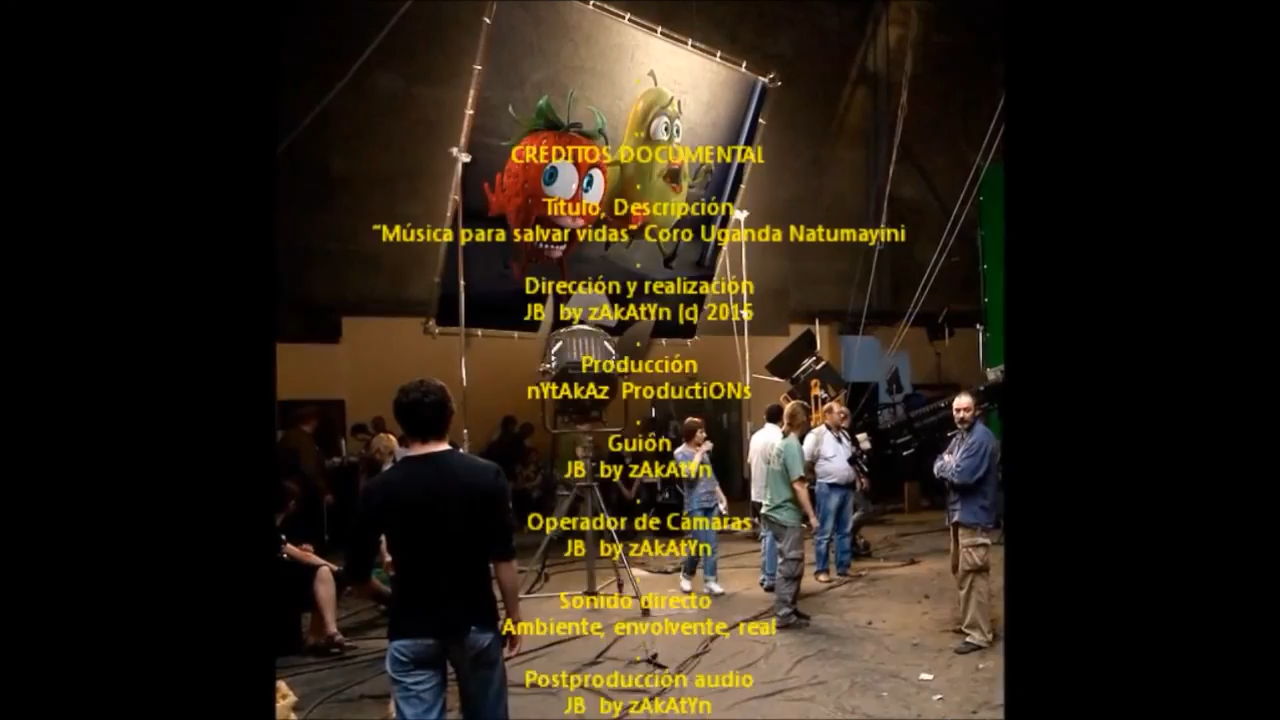 CRÉDITOS DOCUMENTAL
.
Título, Descripción
"Música para salvar vidas" Coro Uganda Natumayini
.
Dirección y realización
JB by zAkAtYn (c) 2016
.
Producción
nYtAkAz ProductiONs
.
Guión
JB by zAkAtYn
.
Operador de Cámaras
JB by zAkAtYn
.
Sonido directo
Ambiente, envolvente, real
.
Postproducción audio
JB by zAkAtYn